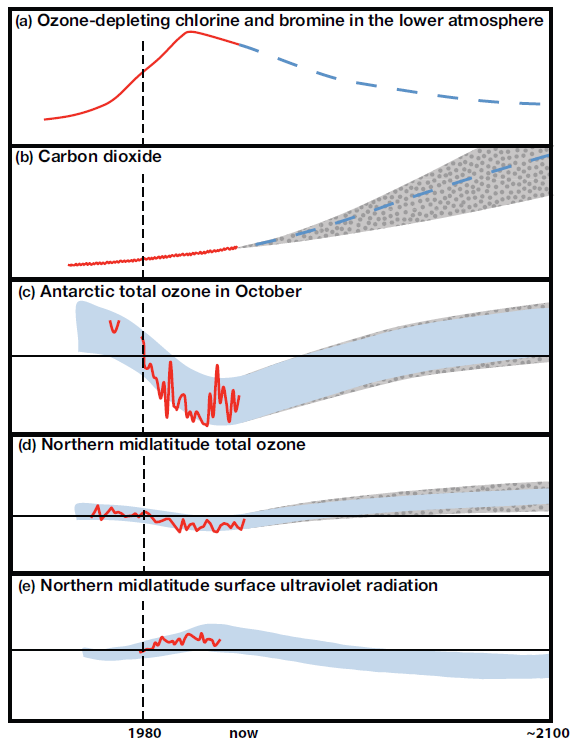 (a) Ozone-depleting chlorine and bromine in the lower atmosphere
(b) Carbon dioxide
(c) Antarctic total ozone in October
(d) Northern midlatitude total ozone
(e) Northern midlatitude surface ultraviolet radiation
1980 now ~2100